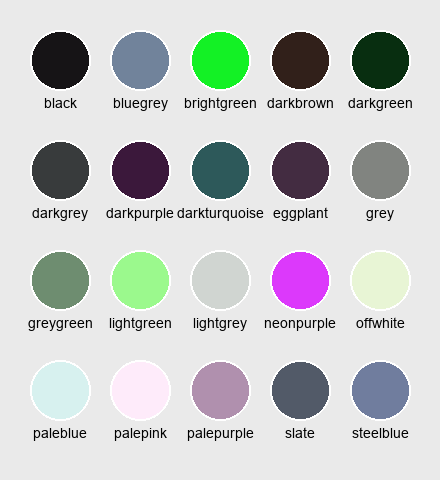 black bluegrey brightgreen darkbrown darkgreen
darkgrey darkpurple darkturquoise eggplant grey
greygreen lightgreen lightgrey neonpurple offwhite
paleblue palepink palepurple slate steelblue